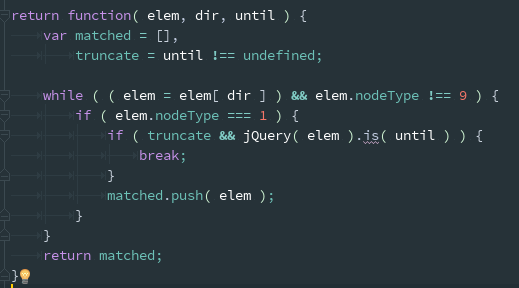 return function( elem, dir, until ) {
    var matched = [],
        truncate = until !== undefined;
    while ( ( elem = elem[ dir ] ) && elem.nodeType !== 9 ) {
        if ( elem.nodeType === 1 ) {
            if ( truncate && jQuery( elem ).is( until ) ) {
                break;
            }
            matched.push( elem );
        }
    }
    return matched;
}